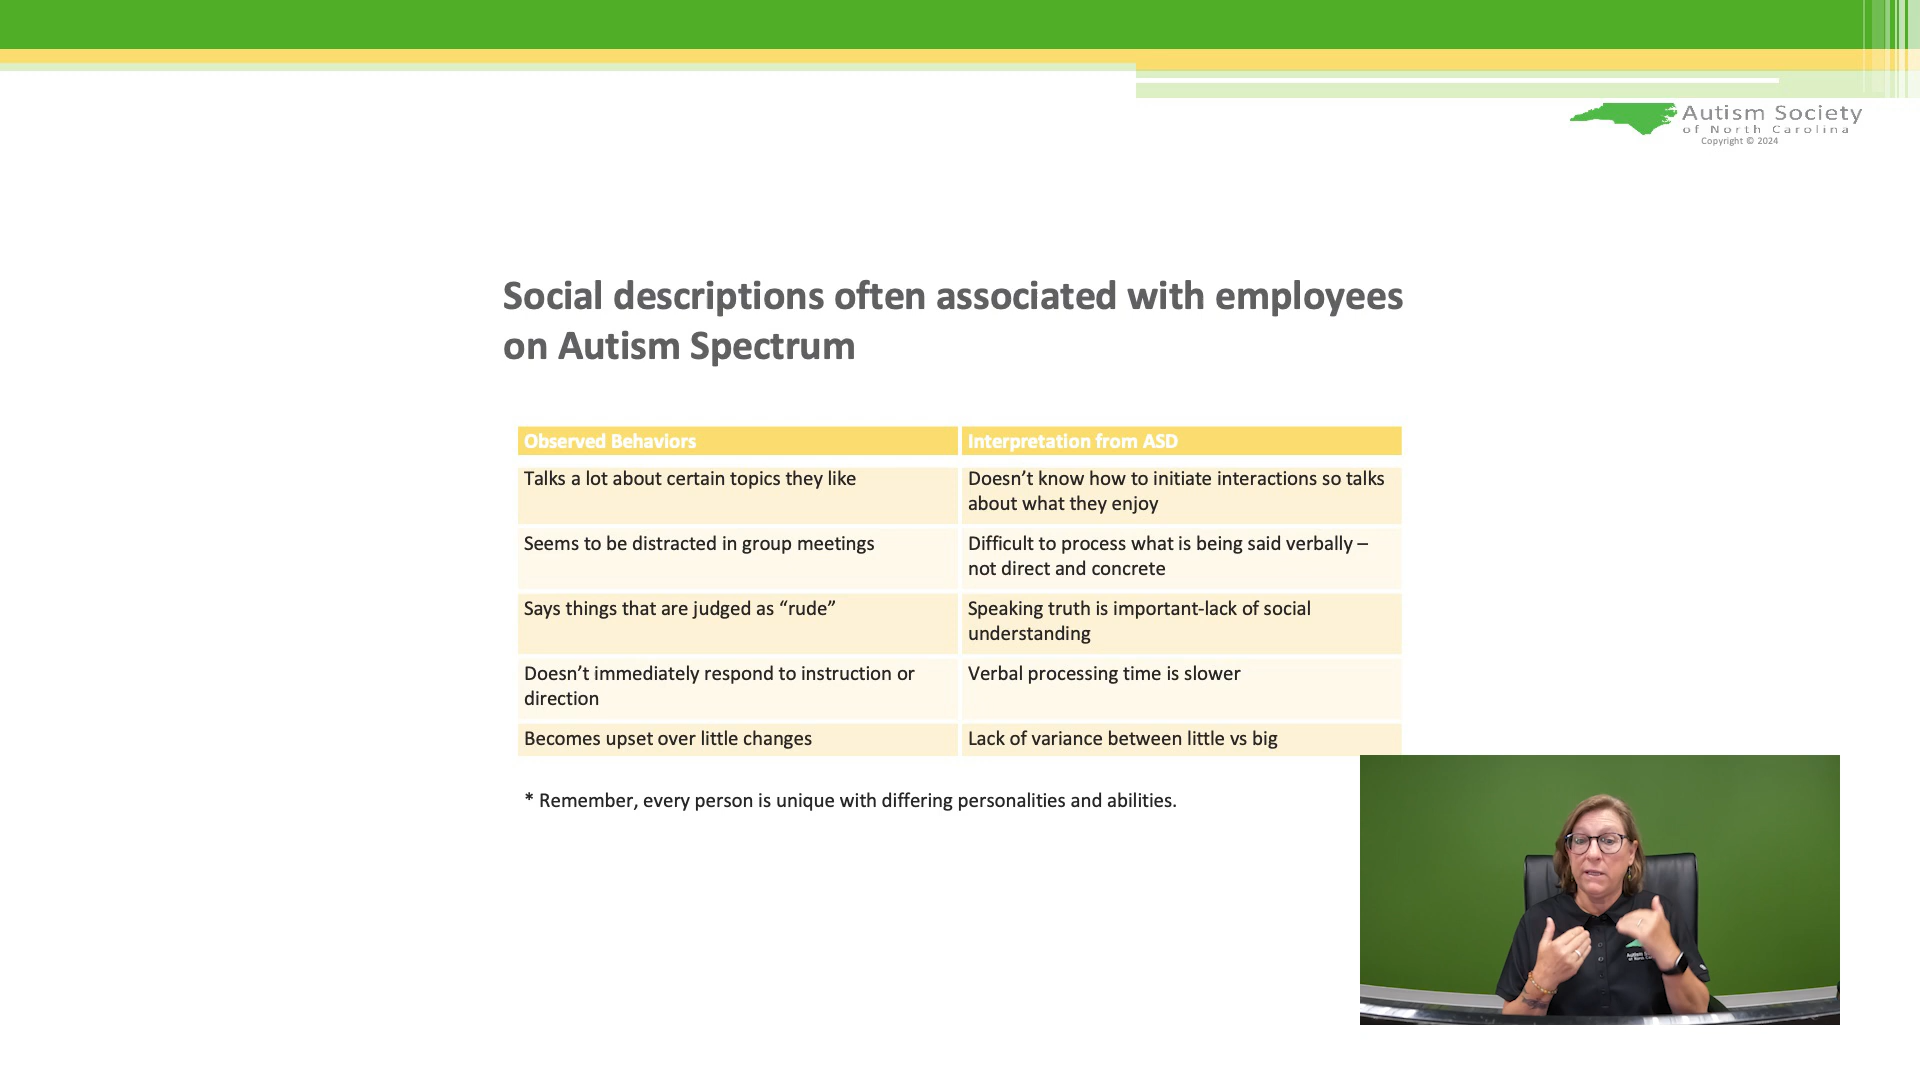 Autism Society
of North Carolina
Copyright © 2024
Social descriptions often associated with employees
on Autism Spectrum
Observed Behaviors
Interpretation from ASD
Talks a lot about certain topics they like
Doesn’t know how to initiate interactions so talks
about what they enjoy
Seems to be distracted in group meetings
Difficult to process what is being said verbally –
not direct and concrete
Says things that are judged as “rude”
Speaking truth is important-lack of social
understanding
Doesn’t immediately respond to instruction or
direction
Verbal processing time is slower
Becomes upset over little changes
Lack of variance between little vs big
* Remember, every person is unique with differing personalities and abilities.